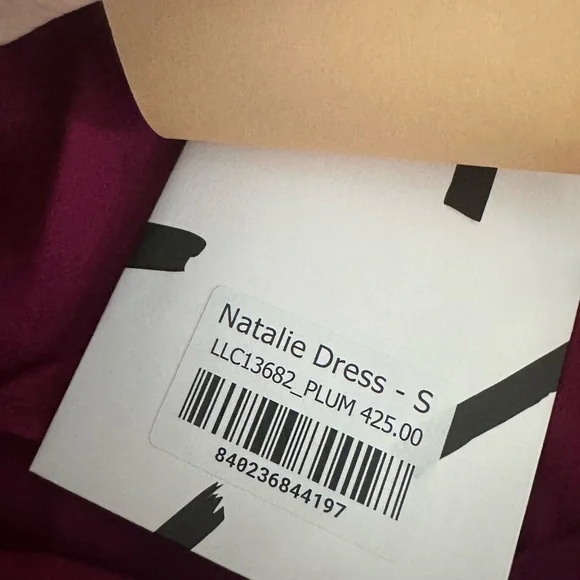 Natalie Dress - S
LLC13682_PLUM 425.00
840236844197